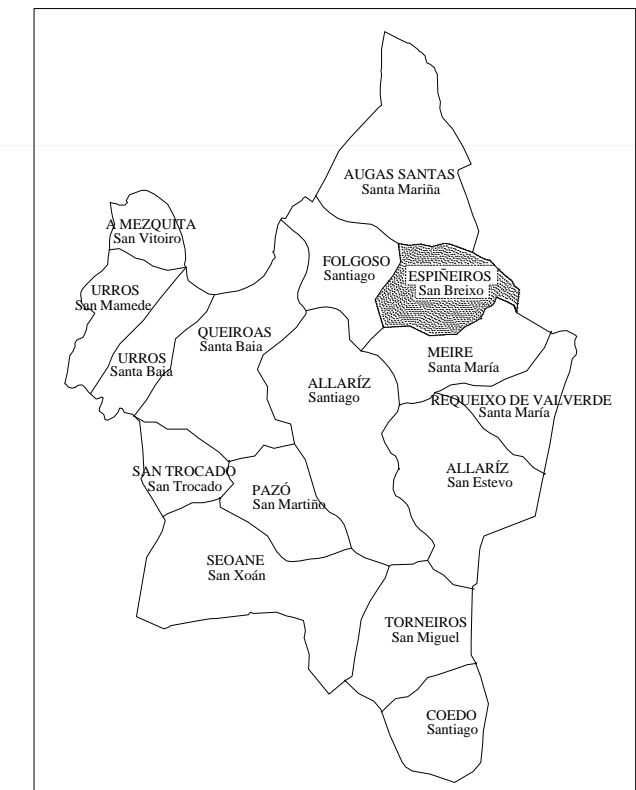 AUGAS SANTAS
Santa Mariña
A MEZQUITA
San Vitoiro
FOLGOSO
Santiago
ESPIÑEIROS
San Breixo
URROS
San Mamede
QUEIROAS
Santa Baia
URROS
Santa Baia
MEIRE
Santa María
ALLARÍZ
Santiago
REQUEIXO DE VALVERDE
Santa María
SAN TROCADO
San Trocado
PAZÓ
San Martiño
ALLARÍZ
San Estevo
SEOANE
San Xoán
TORNEIROS
San Miguel
COEDO
Santiago